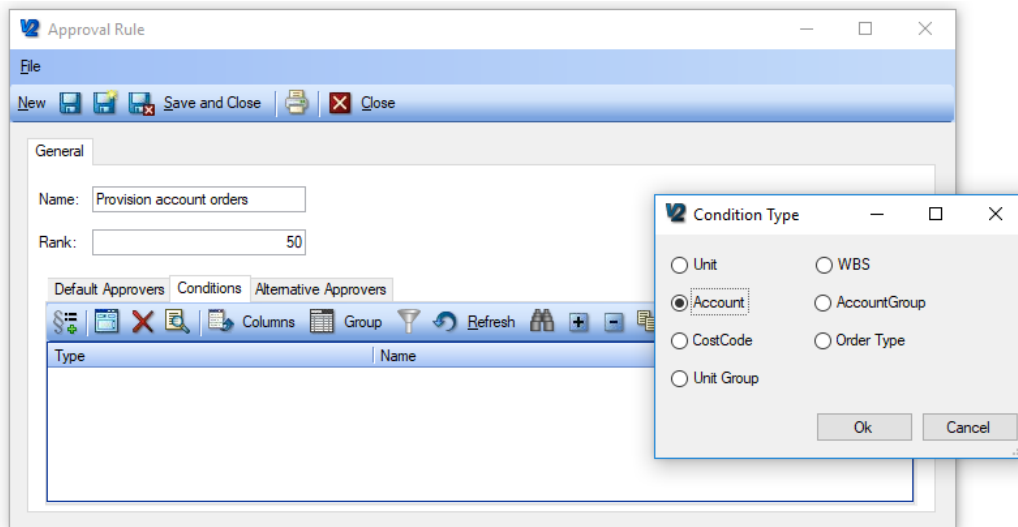 V2 Approval Rule
File
New Save and Close Close
General
Name: Provision account orders
Rank: 50
Default Approvers Conditions Alternative Approvers
Columns Group Refresh
Type Name
V2 Condition Type
Unit WBS
Account AccountGroup
CostCode Order Type
Unit Group
Ok Cancel